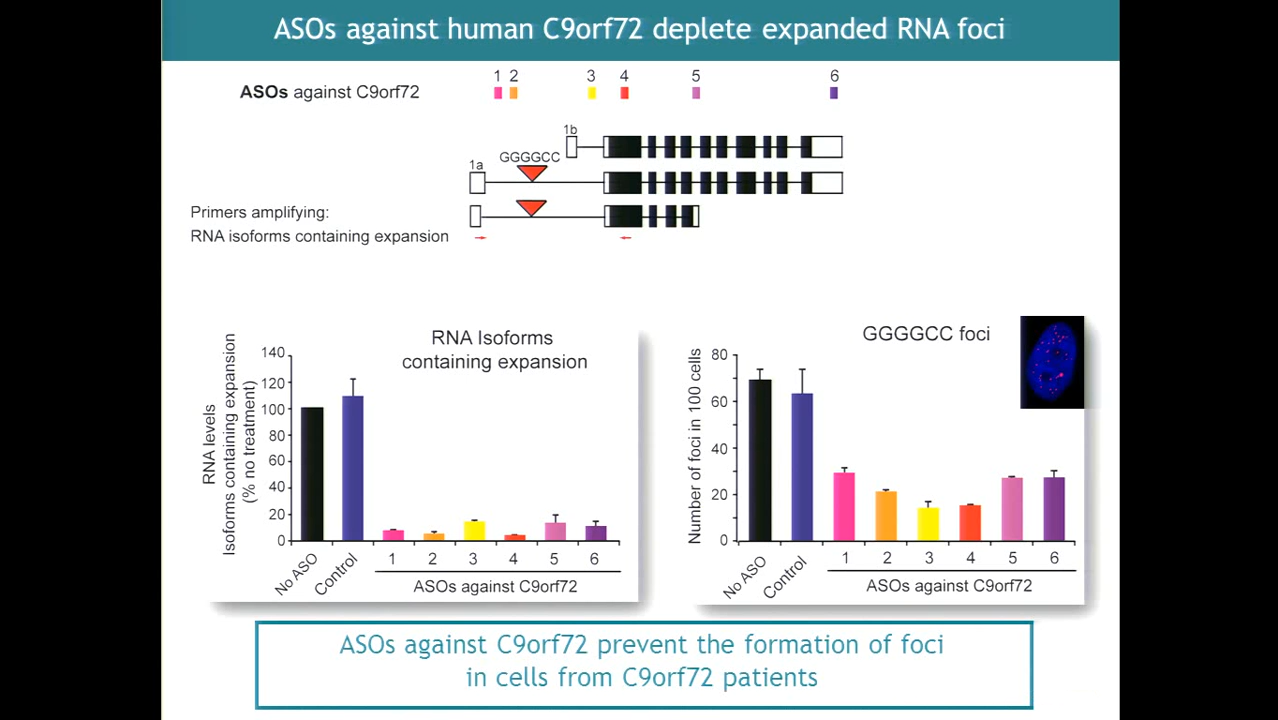 ASOs against human C9orf72 deplete expanded RNA foci
1 2 3 4 5 6
ASOs against C9orf72
1b
GGGGCC
1a
Primers amplifying:
RNA isoforms containing expansion
RNA Isoforms
containing expansion
RNA levels
Isoforms containing expansion
(% no treatment)
140
120
100
80
60
40
20
0
No ASO
Control
1 2 3 4 5 6
ASOs against C9orf72
GGGGCC foci
Number of foci in 100 cells
80
60
40
20
0
No ASO
Control
1 2 3 4 5 6
ASOs against C9orf72
ASOs against C9orf72 prevent the formation of foci
in cells from C9orf72 patients